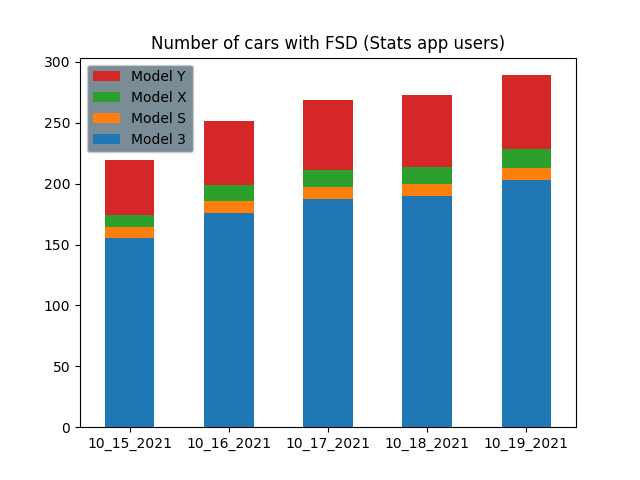 Number of cars with FSD (Stats app users)
300
250
200
150
100
50
0
Model Y
Model X
Model S
Model 3
10_15_2021 10_16_2021 10_17_2021 10_18_2021 10_19_2021